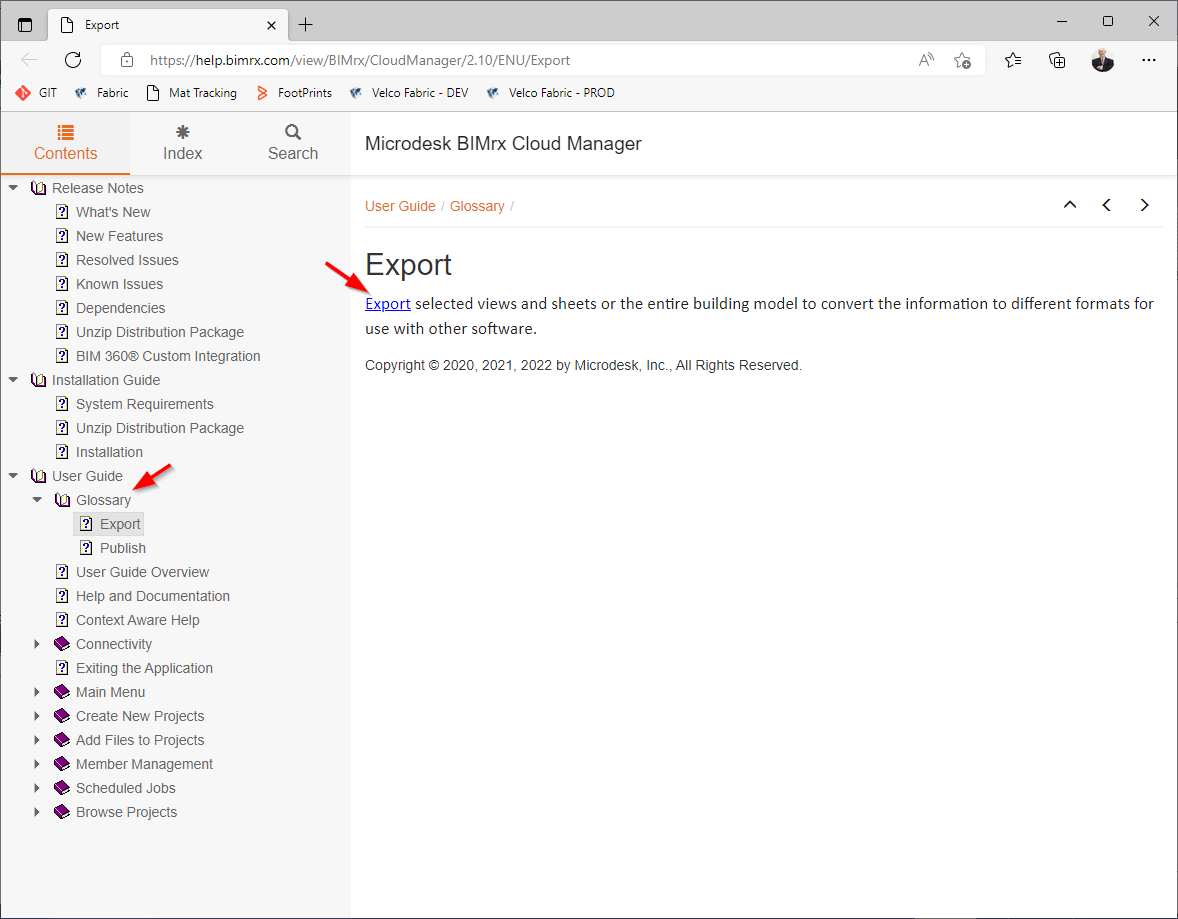 Export
https://help.bimrx.com/view/BIMrx/CloudManager/2.10/ENU/Export
GIT Fabric Mat Tracking FootPrints Velco Fabric - DEV Velco Fabric - PROD
Contents Index Search
Microdesk BIMrx Cloud Manager
Release Notes
What's New
New Features
Resolved Issues
Known Issues
Dependencies
Unzip Distribution Package
BIM 360® Custom Integration
Installation Guide
System Requirements
Unzip Distribution Package
Installation
User Guide
Glossary
Export
Publish
User Guide Overview
Help and Documentation
Context Aware Help
Connectivity
Exiting the Application
Main Menu
Create New Projects
Add Files to Projects
Member Management
Scheduled Jobs
Browse Projects
User Guide / Glossary /
Export
Export selected views and sheets or the entire building model to convert the information to different formats for
use with other software.
Copyright © 2020, 2021, 2022 by Microdesk, Inc., All Rights Reserved.